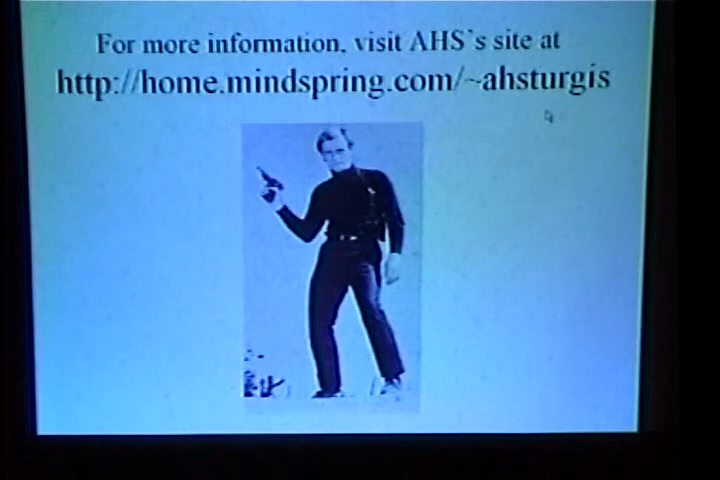 For more information, visit AHS's site at
http://home.mindspring.com/~ahsturgis